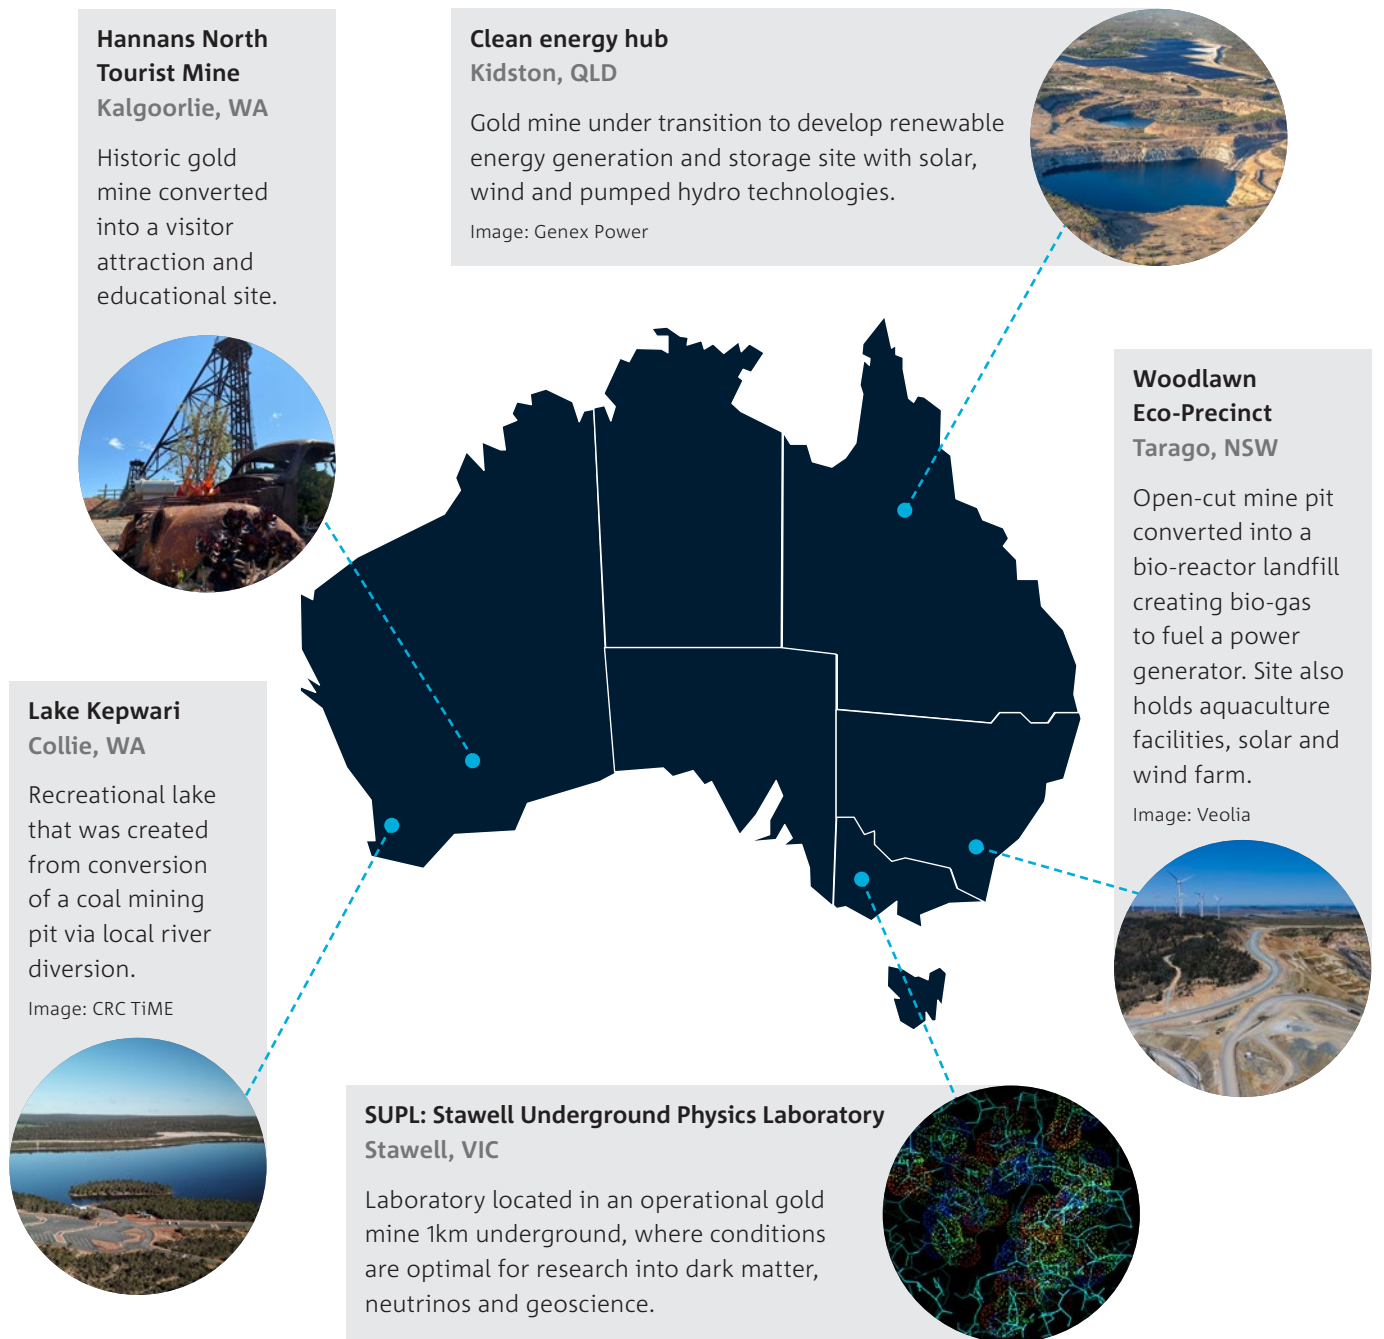 Hannans North
Tourist Mine
Kalgoorlie, WA
Historic gold
mine converted
into a visitor
attraction and
educational site.
Clean energy hub
Kidston, QLD
Gold mine under transition to develop renewable
energy generation and storage site with solar,
wind and pumped hydro technologies.
Image: Genex Power
Woodlawn
Eco-Precinct
Tarago, NSW
Open-cut mine pit
converted into a
bio-reactor landfill
creating bio-gas
to fuel a power
generator. Site also
holds aquaculture
facilities, solar and
wind farm.
Image: Veolia
Lake Kepwari
Collie, WA
Recreational lake
that was created
from conversion
of a coal mining
pit via local river
diversion.
Image: CRC TiME
SUPL: Stawell Underground Physics Laboratory
Stawell, VIC
Laboratory located in an operational gold
mine 1km underground, where conditions
are optimal for research into dark matter,
neutrinos and geoscience.